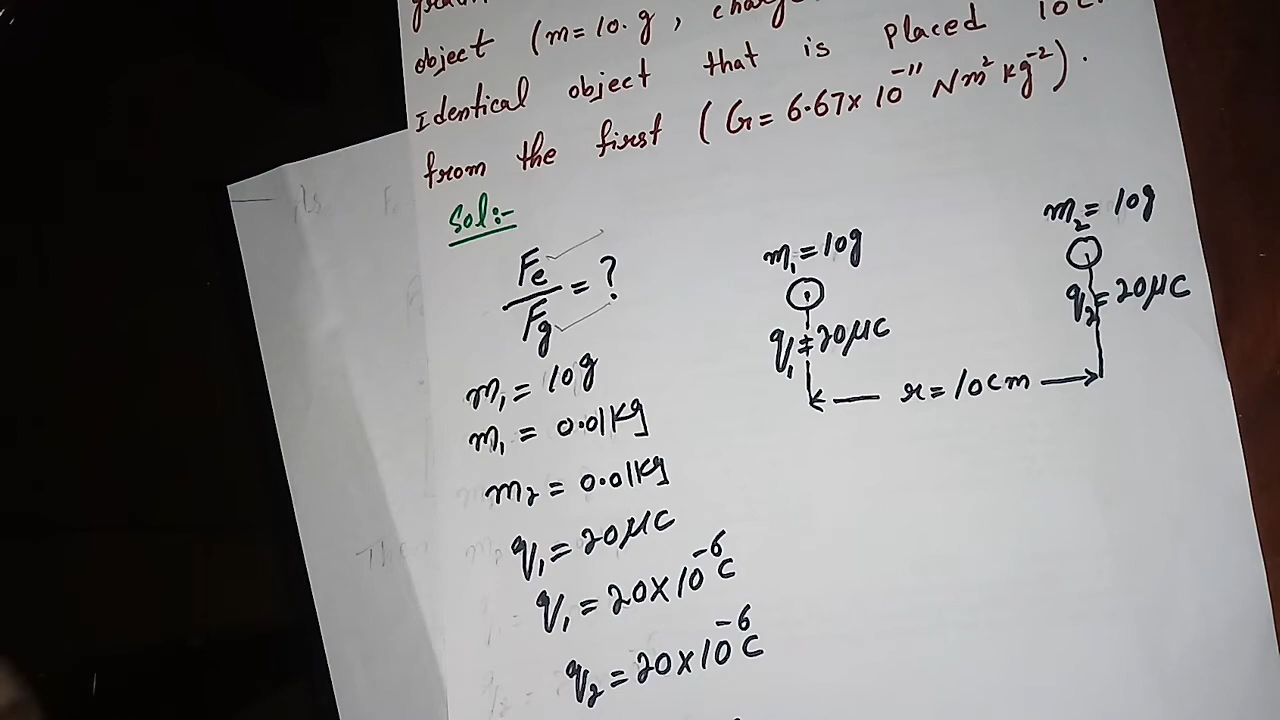 object (m = 10. g ,
Identical object that is placed
from the first ( G = 6.67 x 10⁻¹¹ Nm² kg⁻² ) .
Sol:-
Fe/Fg = ?
m₁ = 10g
m₁ = 0.01kg
m₂ = 0.01kg
q₁ = 20μC
q₁ = 20 x 10⁻⁶ C
q₂ = 20 x 10⁻⁶ C
m₁ = 10g
q₁ = 20μC
m₂ = 10g
q₂ = 20μC
r = 10cm